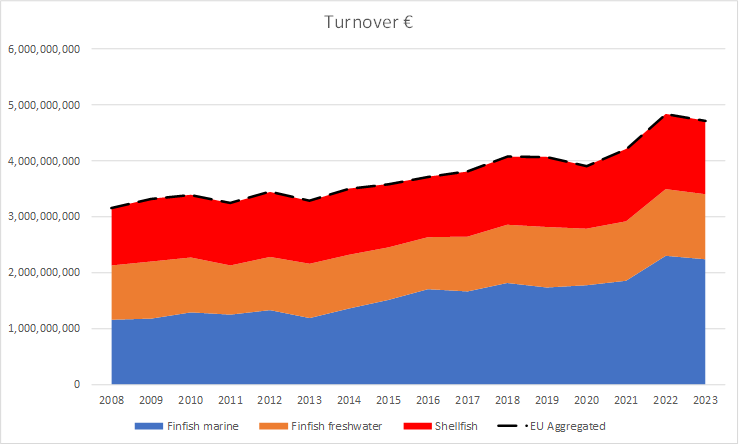 Turnover €
6,000,000,000
5,000,000,000
4,000,000,000
3,000,000,000
2,000,000,000
1,000,000,000
0
2008 2009 2010 2011 2012 2013 2014 2015 2016 2017 2018 2019 2020 2021 2022 2023
Finfish marine Finfish freshwater Shellfish EU Aggregated